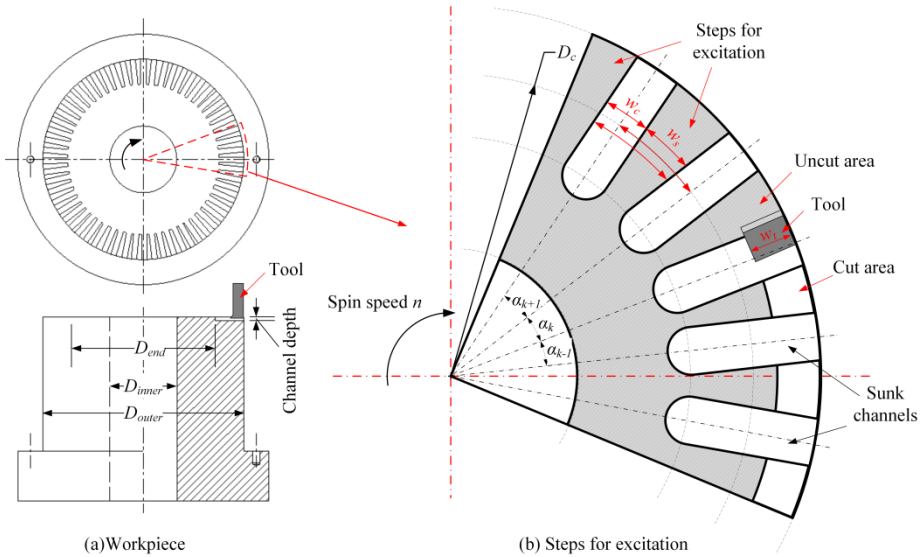 Tool
Channel depth
D_end
D_inner
D_outer
(a)Workpiece
Steps for
excitation
D_c
w_c
w_s
Uncut area
Tool
w_t
Cut area
Spin speed n
α_{k+1}
α_k
α_{k-1}
Sunk
channels
(b) Steps for excitation